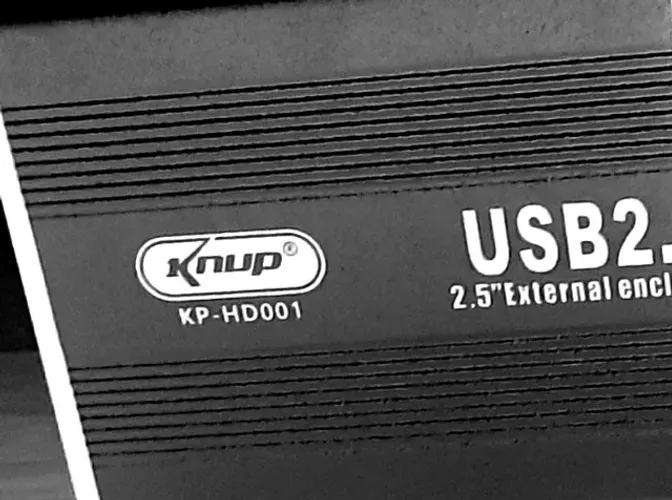 Knup®
KP-HD001
USB2.
2.5"External encl